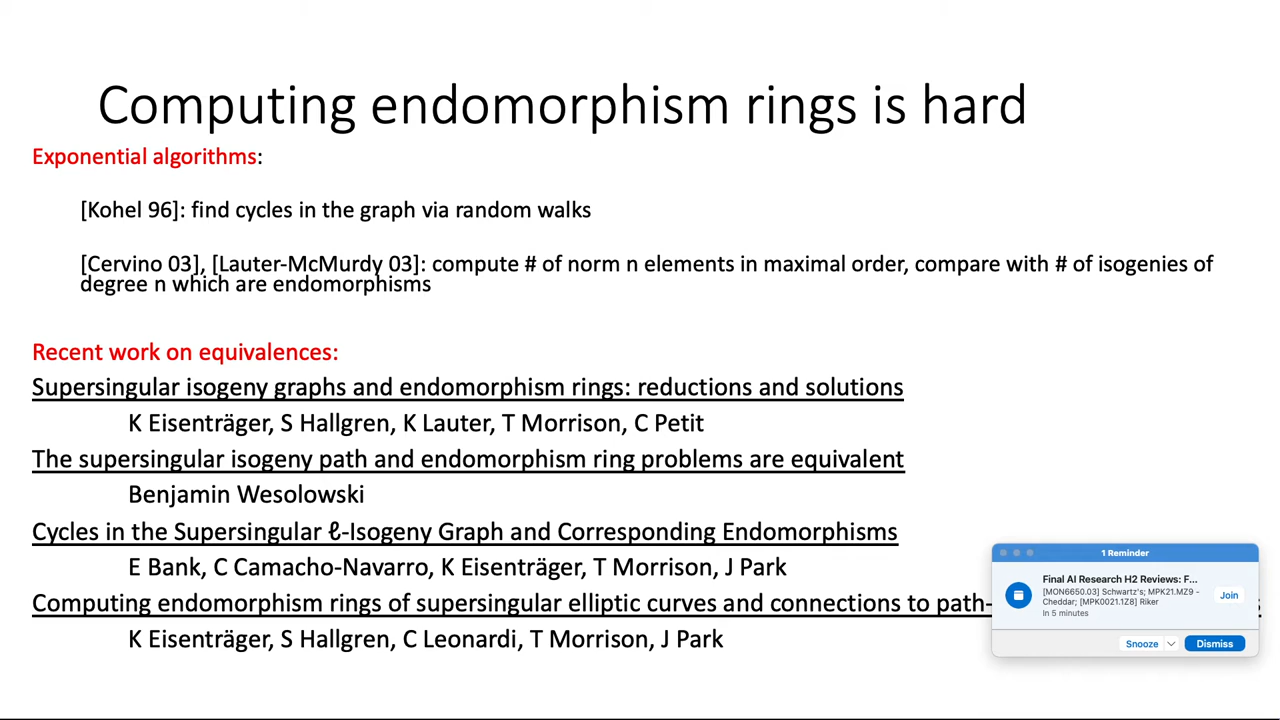 Computing endomorphism rings is hard
Exponential algorithms:
[Kohel 96]: find cycles in the graph via random walks
[Cervino 03], [Lauter-McMurdy 03]: compute # of norm n elements in maximal order, compare with # of isogenies of
degree n which are endomorphisms
Recent work on equivalences:
Supersingular isogeny graphs and endomorphism rings: reductions and solutions
K Eisenträger, S Hallgren, K Lauter, T Morrison, C Petit
The supersingular isogeny path and endomorphism ring problems are equivalent
Benjamin Wesolowski
Cycles in the Supersingular ℓ-Isogeny Graph and Corresponding Endomorphisms
E Bank, C Camacho-Navarro, K Eisenträger, T Morrison, J Park
Computing endomorphism rings of supersingular elliptic curves and connections to path-
K Eisenträger, S Hallgren, C Leonardi, T Morrison, J Park
1 Reminder
Final AI Research H2 Reviews: F...
[MON6650.03] Schwartz's; MPK21.MZ9 -
Cheddar; [MPK0021.1Z8] Riker
In 5 minutes
Join
Snooze
Dismiss